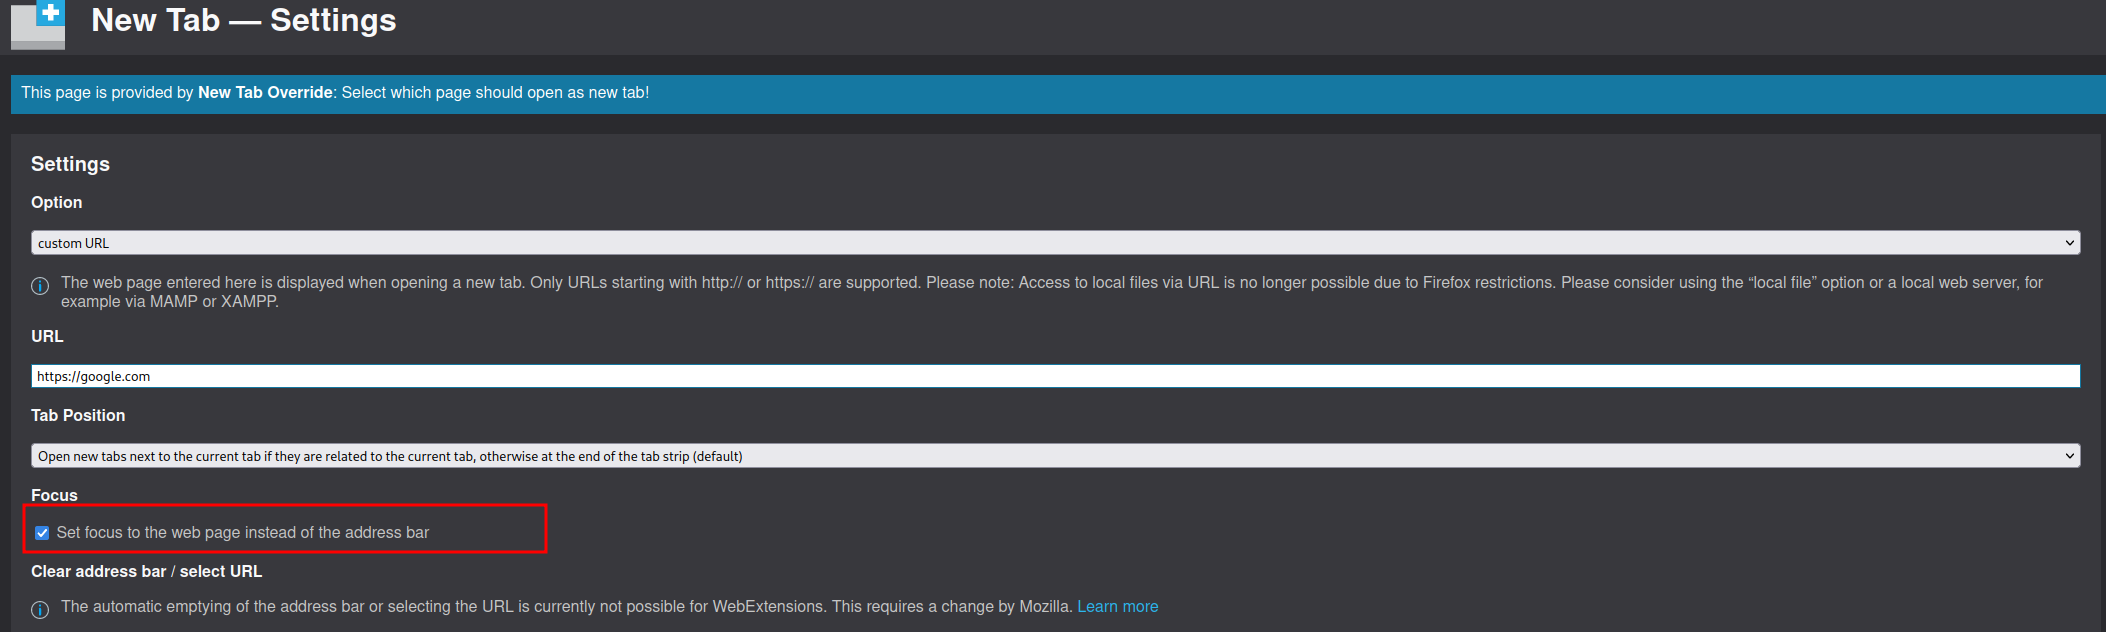 New Tab — Settings
This page is provided by New Tab Override: Select which page should open as new tab!
Settings
Option
custom URL
The web page entered here is displayed when opening a new tab. Only URLs starting with http:// or https:// are supported. Please note: Access to local files via URL is no longer possible due to Firefox restrictions. Please consider using the “local file” option or a local web server, for
example via MAMP or XAMPP.
URL
https://google.com
Tab Position
Open new tabs next to the current tab if they are related to the current tab, otherwise at the end of the tab strip (default)
Focus
Set focus to the web page instead of the address bar
Clear address bar / select URL
The automatic emptying of the address bar or selecting the URL is currently not possible for WebExtensions. This requires a change by Mozilla. Learn more